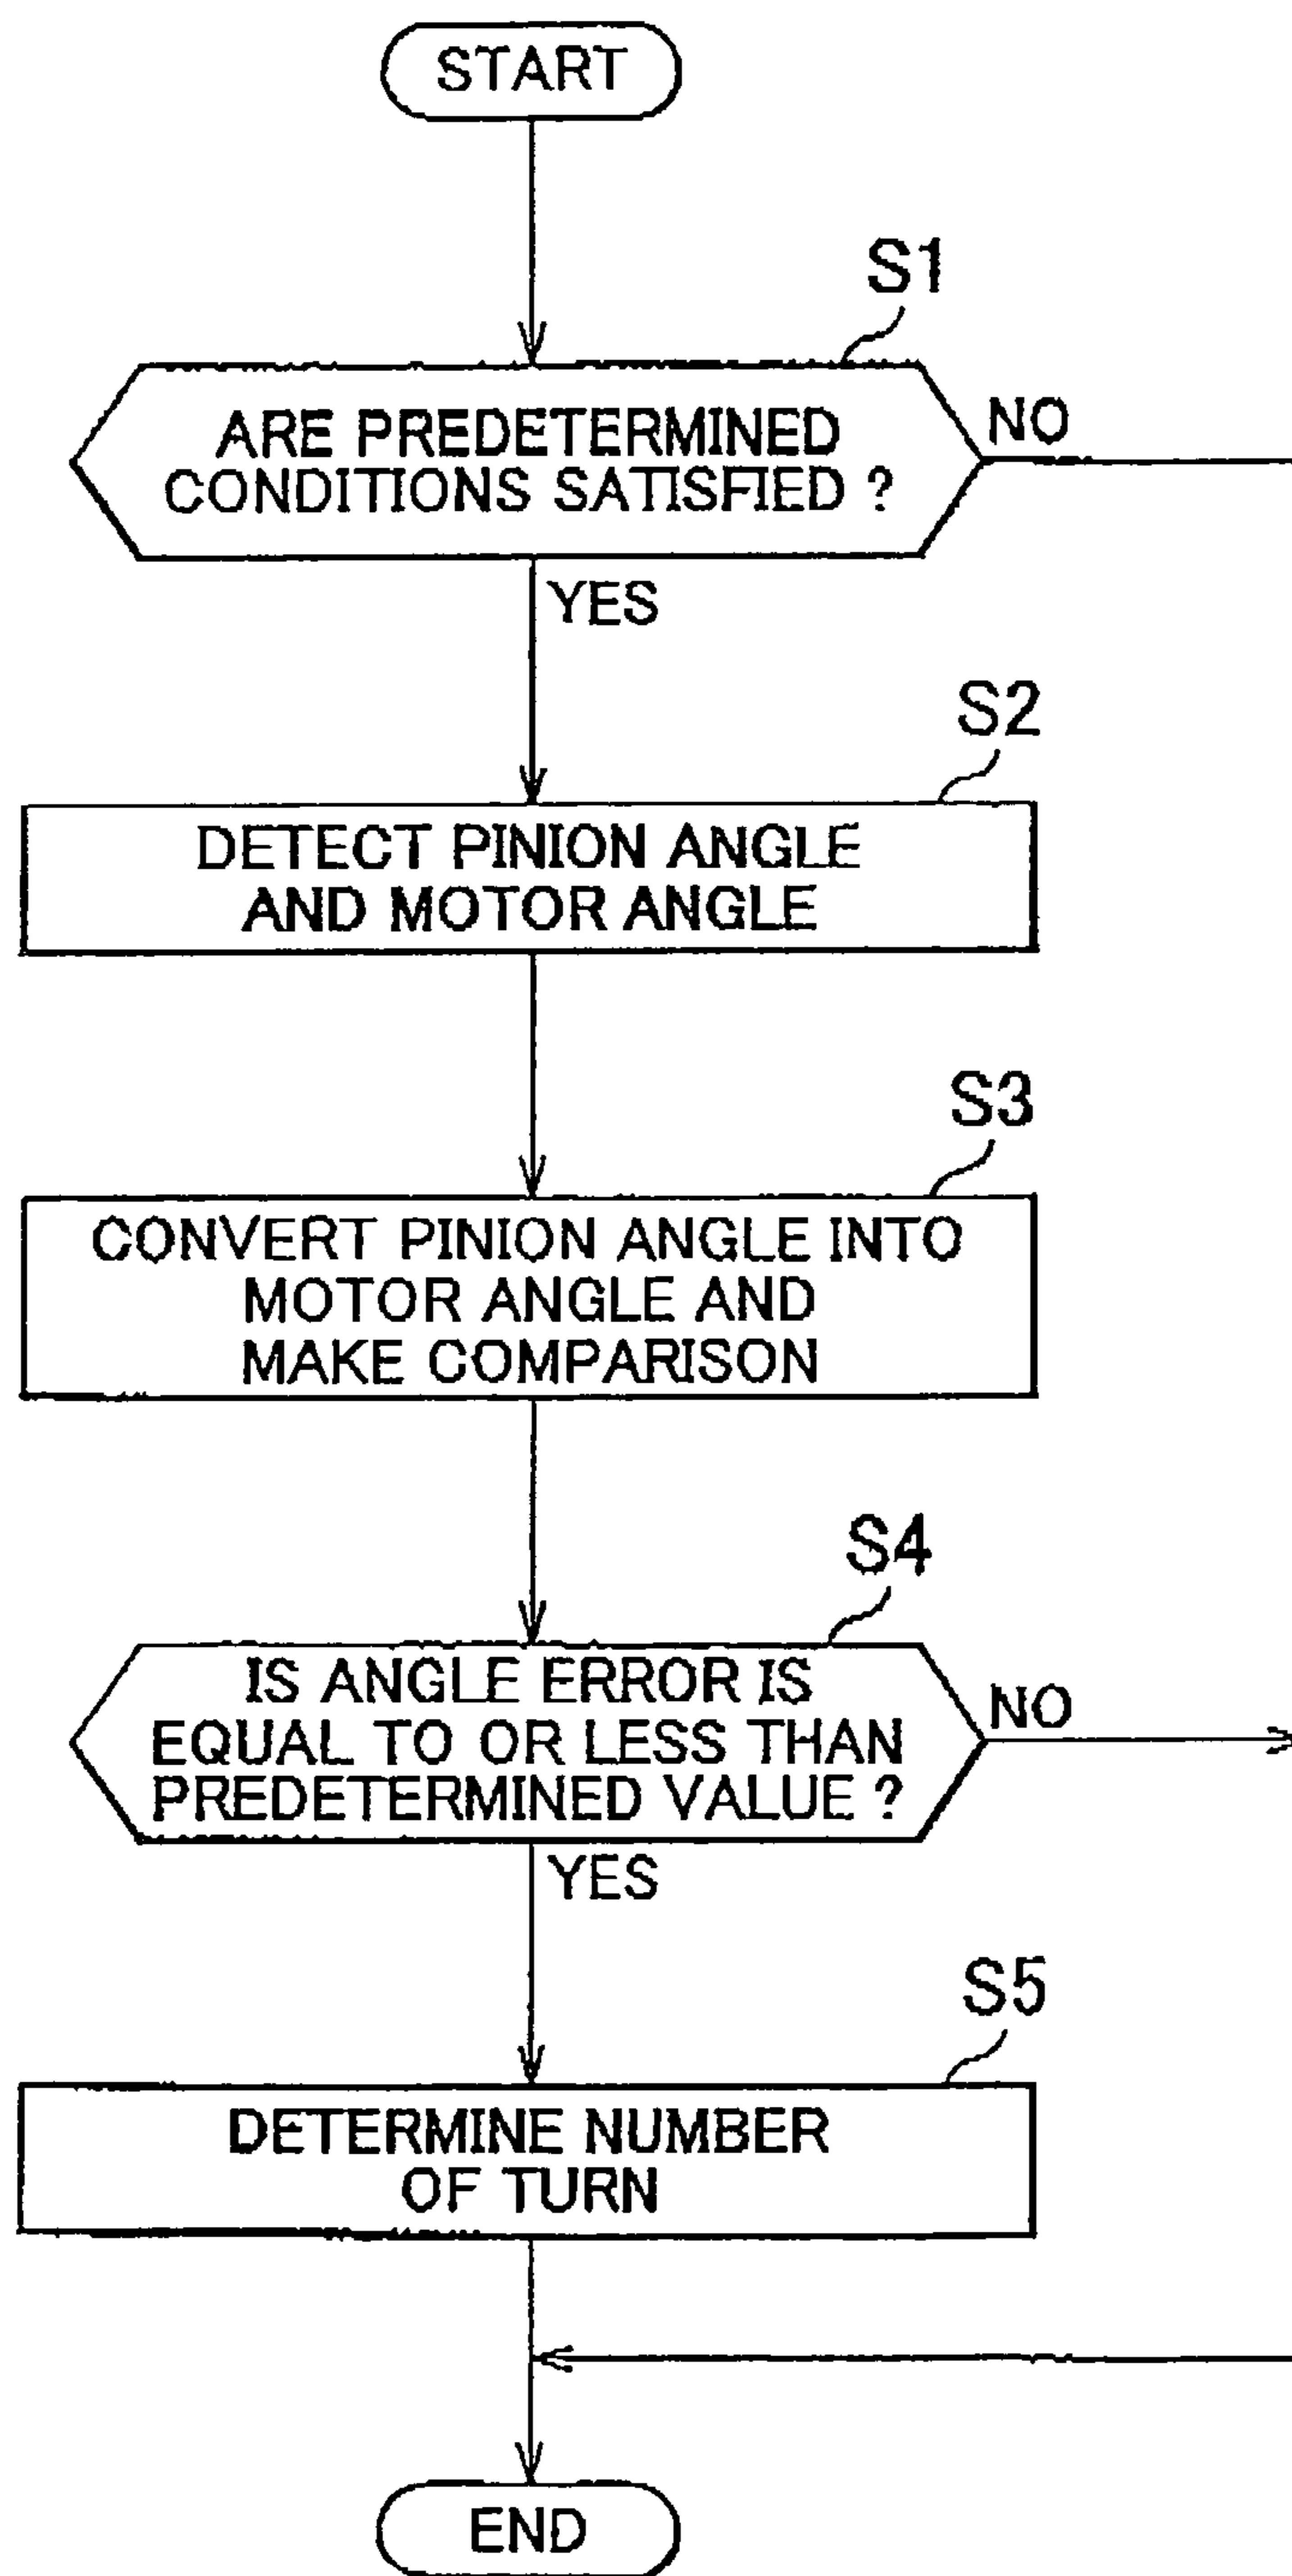 START
S1
ARE PREDETERMINED
CONDITIONS SATISFIED ?
NO
YES
S2
DETECT PINION ANGLE
AND MOTOR ANGLE
S3
CONVERT PINION ANGLE INTO
MOTOR ANGLE AND
MAKE COMPARISON
S4
IS ANGLE ERROR IS
EQUAL TO OR LESS THAN
PREDETERMINED VALUE ?
NO
YES
S5
DETERMINE NUMBER
OF TURN
END